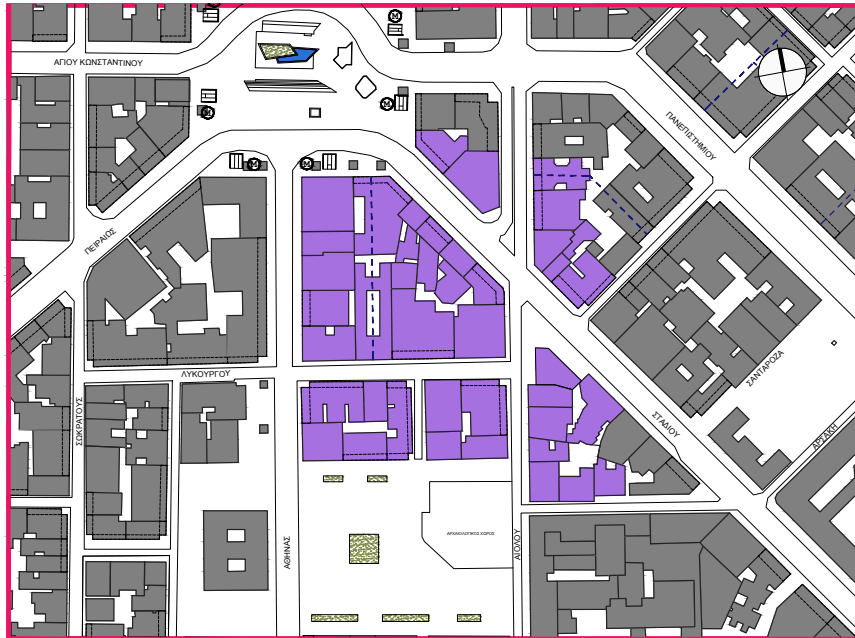 ΑΓΙΟΥ ΚΩΝΣΤΑΝΤΙΝΟΥ
M
M
M
M
M
M
ΠΑΝΕΠΙΣΤΗΜΙΟΥ
ΠΕΙΡΑΙΩΣ
ΛΥΚΟΥΡΓΟΥ
ΣΑΝΤΑΡΟΖΑ
ΣΩΚΡΑΤΟΥΣ
ΣΤΑΔΙΟΥ
ΑΡΣΑΚΗ
ΑΘΗΝΑΣ
ΑΡΧΑΙΟΛΟΓΙΚΟΣ ΧΩΡΟΣ
ΑΙΟΛΟΥ